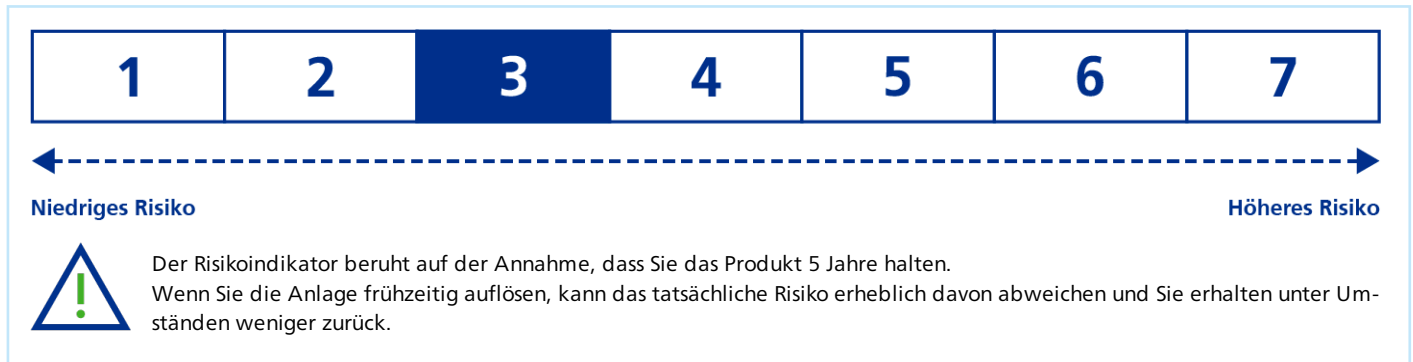 1 2 3 4 5 6 7
Niedriges Risiko Höheres Risiko
Der Risikoindikator beruht auf der Annahme, dass Sie das Produkt 5 Jahre halten.
Wenn Sie die Anlage frühzeitig auflösen, kann das tatsächliche Risiko erheblich davon abweichen und Sie erhalten unter Um-
ständen weniger zurück.